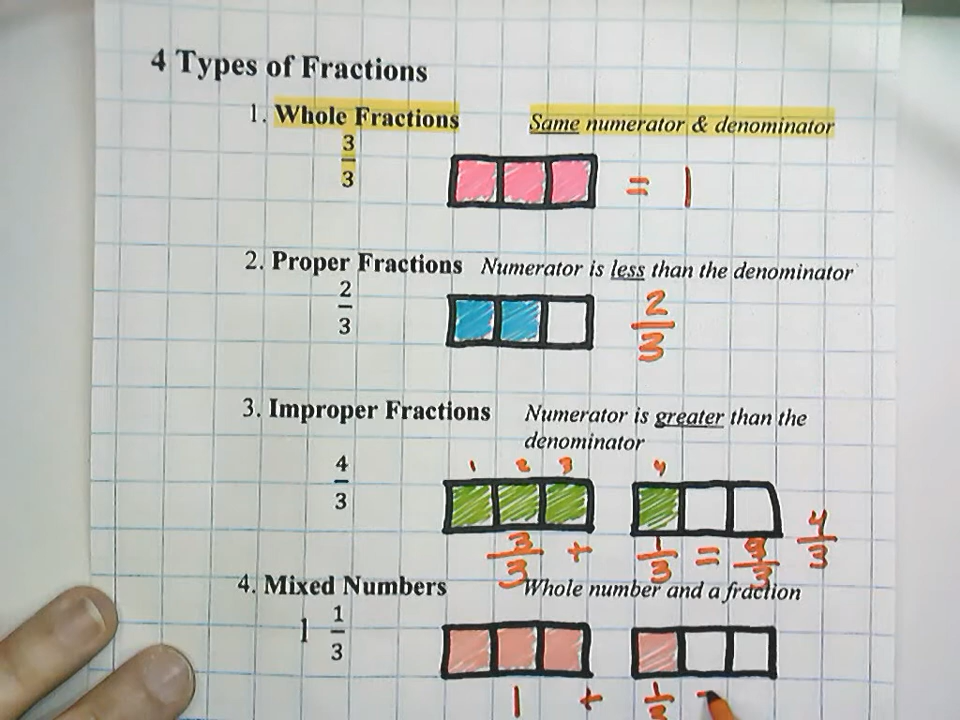 4 Types of Fractions
1. Whole Fractions Same numerator & denominator
3/3 = 1
2. Proper Fractions Numerator is less than the denominator
2/3 2/3
3. Improper Fractions Numerator is greater than the
denominator
4/3 1 2 3 4
3/3 + 1/3 = 4/3 4/3
4. Mixed Numbers Whole number and a fraction
1 1/3
1 + 1/3